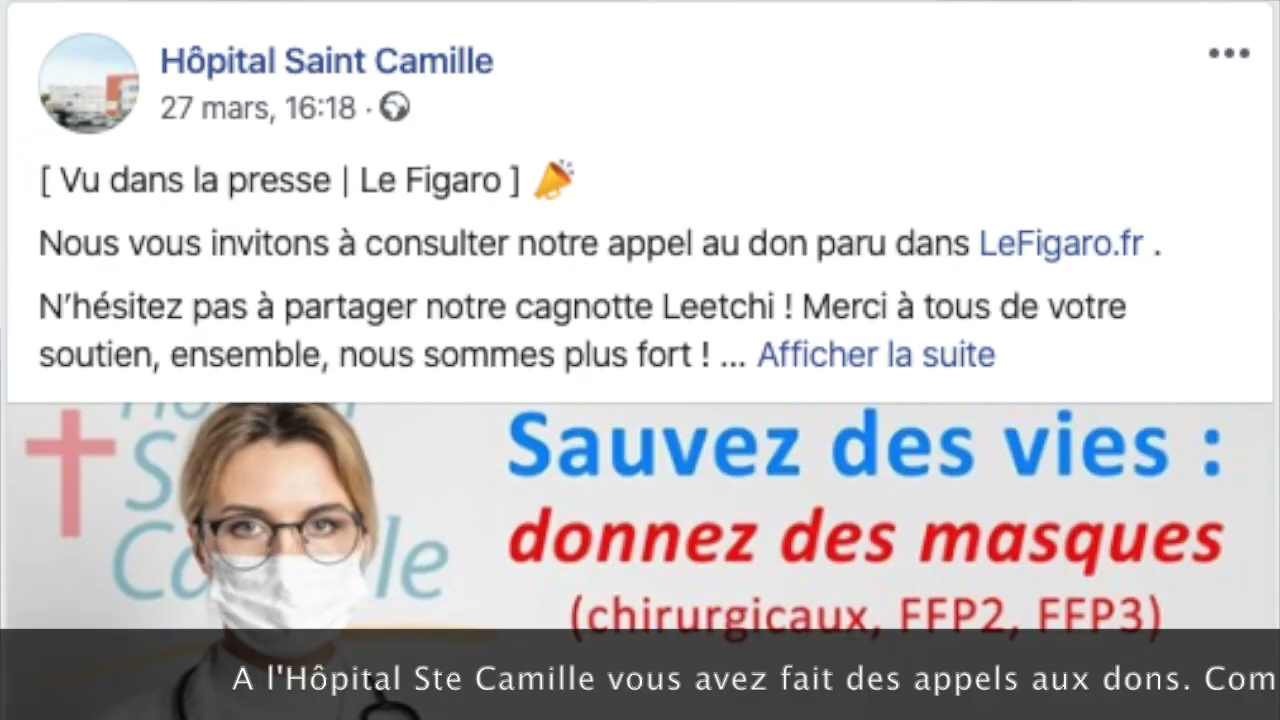 Hôpital Saint Camille
27 mars, 16:18 ·
[ Vu dans la presse | Le Figaro ]
Nous vous invitons à consulter notre appel au don paru dans LeFigaro.fr .
N'hésitez pas à partager notre cagnotte Leetchi ! Merci à tous de votre
soutien, ensemble, nous sommes plus fort ! ... Afficher la suite
Sauvez des vies :
donnez des masques
(chirurgicaux, FFP2, FFP3)
A l'Hôpital Ste Camille vous avez fait des appels aux dons. Com